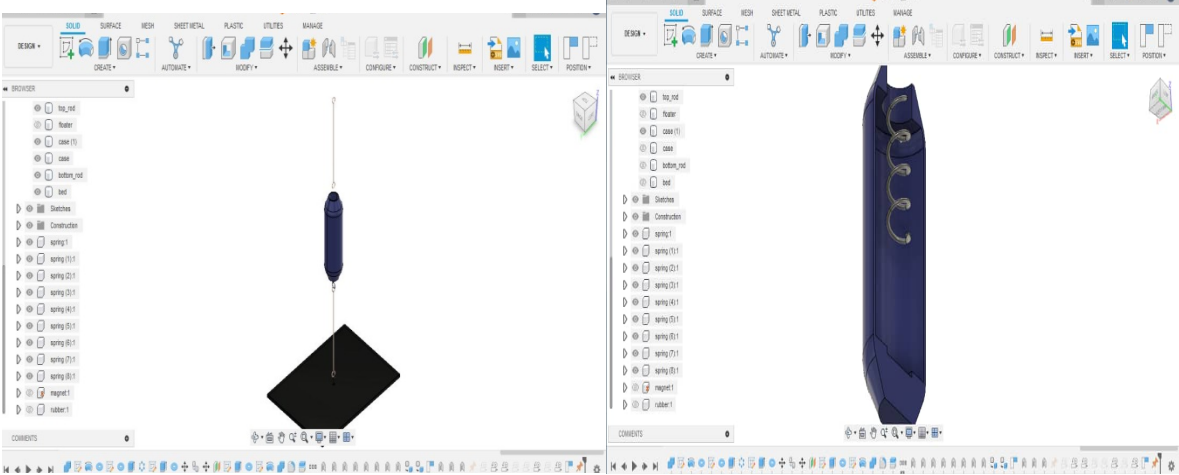 SOLID SURFACE MESH SHEET METAL PLASTIC UTILITIES MANAGE
DESIGN
CREATE AUTOMATE MODIFY ASSEMBLE CONFIGURE CONSTRUCT INSPECT INSERT SELECT POSITION
BROWSER
top_rod
floater
case (1)
case
bottom_rod
bed
Sketches
Construction
spring:1
spring (1):1
spring (2):1
spring (3):1
spring (4):1
spring (5):1
spring (6):1
spring (7):1
spring (8):1
magnet:1
rubber:1
COMMENTS
SOLID SURFACE MESH SHEET METAL PLASTIC UTILITIES MANAGE
DESIGN
CREATE AUTOMATE MODIFY ASSEMBLE CONFIGURE CONSTRUCT INSPECT INSERT SELECT POSITION
BROWSER
top_rod
floater
case (1)
case
bottom_rod
bed
Sketches
Construction
spring:1
spring (1):1
spring (2):1
spring (3):1
spring (4):1
spring (5):1
spring (6):1
spring (7):1
spring (8):1
magnet:1
rubber:1
COMMENTS